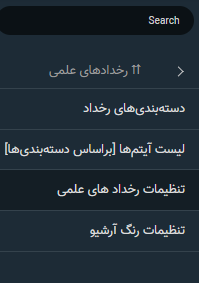 Search
⇈ رخدادهای علمی
دسته‌بندی‌های رخداد
لیست آیتم‌ها [براساس دسته‌بندی‌ها]
تنظیمات رخداد های علمی
تنظیمات رنگ آرشیو